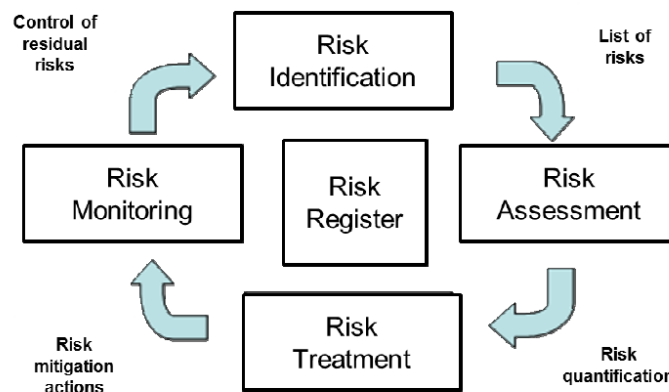 Control of
residual
risks
Risk
Identification
List of
risks
Risk
Monitoring
Risk
Register
Risk
Assessment
Risk
mitigation
actions
Risk
Treatment
Risk
quantification